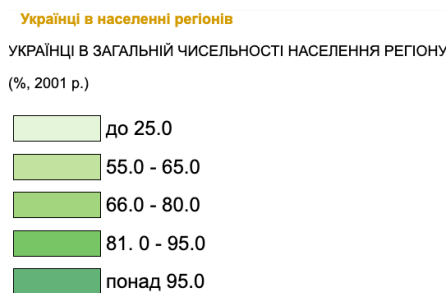 Українці в населенні регіонів
УКРАЇНЦІ В ЗАГАЛЬНІЙ ЧИСЕЛЬНОСТІ НАСЕЛЕННЯ РЕГІОНУ
(%, 2001 р.)
до 25.0
55.0 - 65.0
66.0 - 80.0
81. 0 - 95.0
понад 95.0